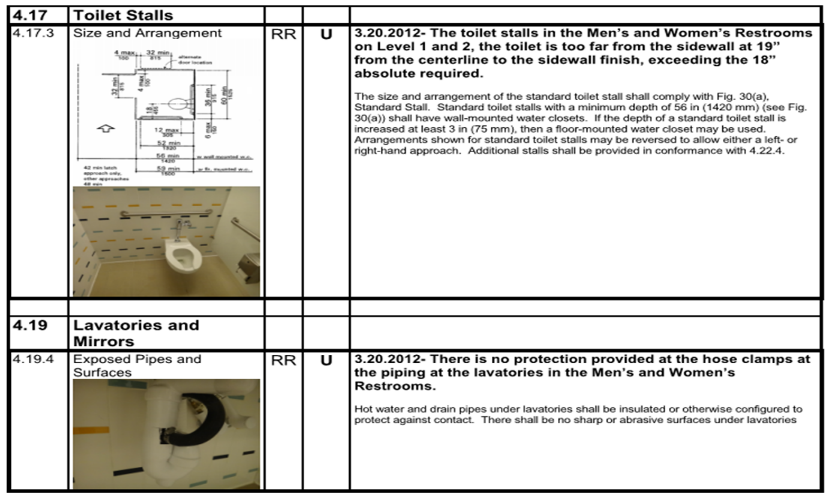 4.17 Toilet Stalls
4.17.3 Size and Arrangement RR U 3.20.2012- The toilet stalls in the Men's and Women's Restrooms
on Level 1 and 2, the toilet is too far from the sidewall at 19"
from the centerline to the sidewall finish, exceeding the 18"
absolute required.
The size and arrangement of the standard toilet stall shall comply with Fig. 30(a),
Standard Stall. Standard toilet stalls with a minimum depth of 56 in (1420 mm) (see Fig.
30(a)) shall have wall-mounted water closets. If the depth of a standard toilet stall is
increased at least 3 in (75 mm), then a floor-mounted water closet may be used.
Arrangements shown for standard toilet stalls may be reversed to allow either a left- or
right-hand approach. Additional stalls shall be provided in conformance with 4.22.4.
4 max
100
32 min
815
alternate
door location
32 min
815
4 min
100
18
455
36 min
915
60 min
1525
12 max
305
6 max
150
52 min
1320
56 min
1420
w/ wall mounted w.c.
59 min
1500
w/ flr. mounted w.c.
42 min latch
approach only,
other approaches
48 min
4.19 Lavatories and
Mirrors
4.19.4 Exposed Pipes and
Surfaces
RR U 3.20.2012- There is no protection provided at the hose clamps at
the piping at the lavatories in the Men's and Women's
Restrooms.
Hot water and drain pipes under lavatories shall be insulated or otherwise configured to
protect against contact. There shall be no sharp or abrasive surfaces under lavatories